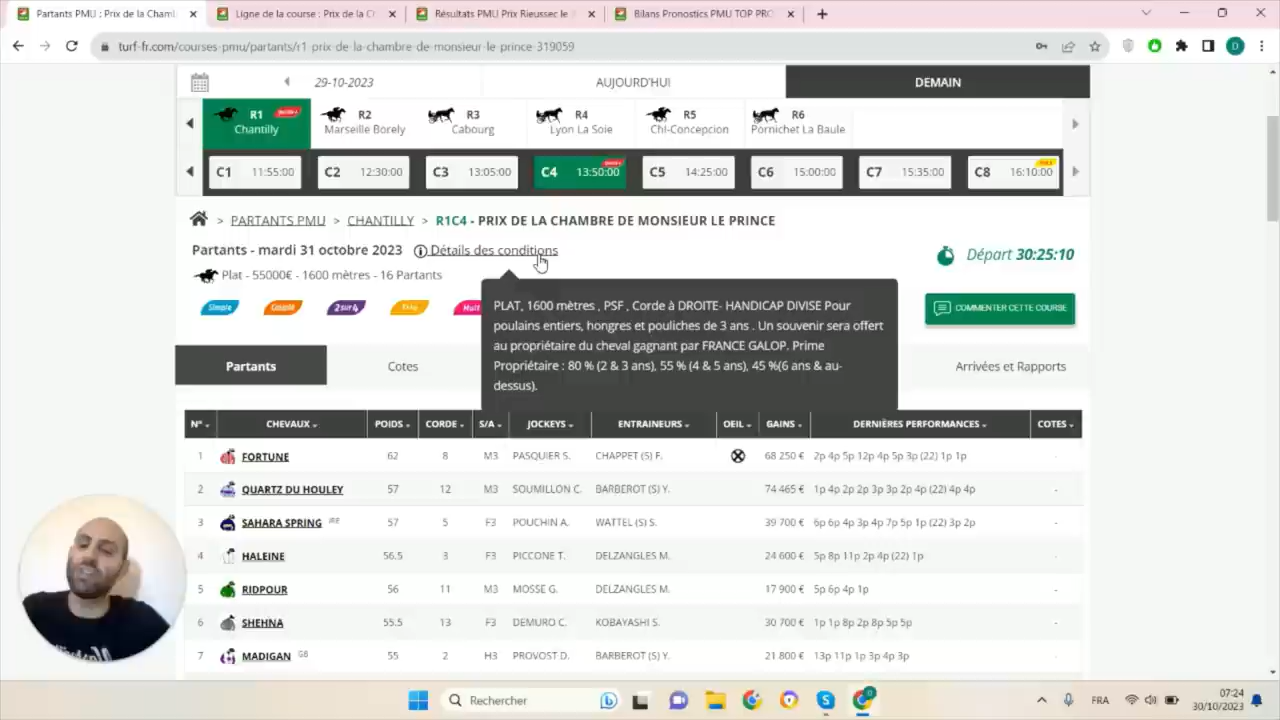 Partants PMU : Prix de la Chaml
Ligne de la course : Prix de la C
Résultats PMU Prix Rieussec le
Bilans Pronostics PMU TOP PRO
turf-fr.com/courses-pmu/partants/r1-prix-de-la-chambre-de-monsieur-le-prince-319059
29-10-2023 AUJOURD'HUI DEMAIN
R1 Chantilly
R2 Marseille Borely
R3 Cabourg
R4 Lyon La Soie
R5 Chl-Concepcion
R6 Pornichet La Baule
C1 11:55:00 C2 12:30:00 C3 13:05:00 C4 13:50:00 C5 14:25:00 C6 15:00:00 C7 15:35:00 C8 16:10:00
> PARTANTS PMU > CHANTILLY > R1C4 - PRIX DE LA CHAMBRE DE MONSIEUR LE PRINCE
Partants - mardi 31 octobre 2023 Détails des conditions
Départ 30:25:10
Plat - 55000€ - 1600 mètres - 16 Partants
Simple Couplé 2sur4 Trio Mult
PLAT, 1600 mètres , PSF , Corde à DROITE- HANDICAP DIVISE Pour
poulains entiers, hongres et pouliches de 3 ans . Un souvenir sera offert
au propriétaire du cheval gagnant par FRANCE GALOP. Prime
Propriétaire : 80 % (2 & 3 ans), 55 % (4 & 5 ans), 45 %(6 ans & au-
dessus).
COMMENTER CETTE COURSE
Partants Cotes Arrivées et Rapports
N° CHEVAUX POIDS CORDE S/A JOCKEYS ENTRAINEURS OEIL GAINS DERNIÈRES PERFORMANCES COTES
1 FORTUNE 62 8 M3 PASQUIER S. CHAPPET (S) F. 68 250 € 2p 4p 5p 12p 4p 5p 3p (22) 1p 1p -
2 QUARTZ DU HOULEY 57 12 M3 SOUMILLON C. BARBEROT (S) Y. 74 465 € 1p 4p 2p 2p 3p 3p 2p 4p (22) 4p 4p -
3 SAHARA SPRING IRE 57 5 F3 POUCHIN A. WATTEL (S) S. 39 700 € 6p 6p 4p 3p 4p 7p 5p 1p (22) 3p 2p -
4 HALEINE 56.5 3 F3 PICCONE T. DELZANGLES M. 24 600 € 5p 8p 11p 2p 4p (22) 1p -
5 RIDPOUR 56 11 M3 MOSSE G. DELZANGLES M. 17 900 € 5p 6p 4p 1p -
6 SHEHNA 55.5 13 F3 DEMURO C. KOBAYASHI S. 30 700 € 1p 1p 8p 2p 8p 5p 5p -
7 MADIGAN GB 55 2 H3 PROVOST D. BARBEROT (S) Y. 21 800 € 13p 11p 1p 3p 4p 3p -
Rechercher
FRA
07:24
30/10/2023